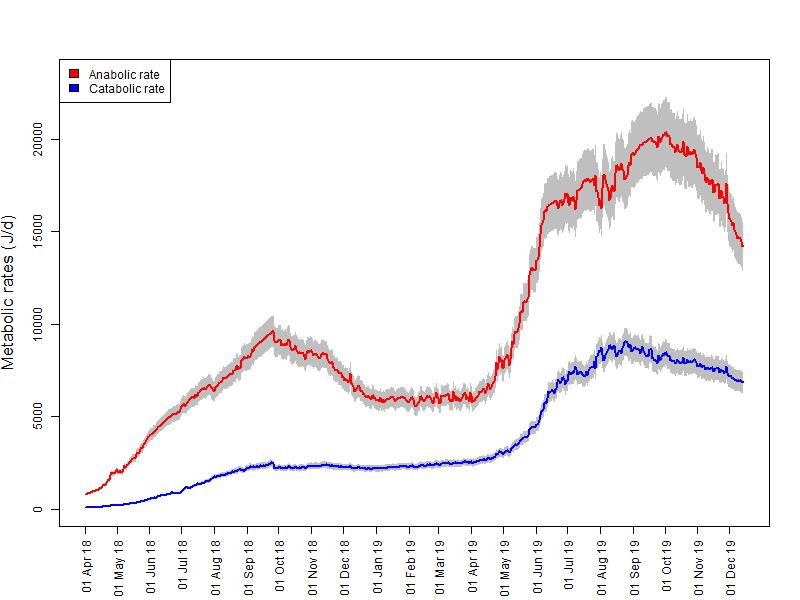 Anabolic rate
Catabolic rate
Metabolic rates (J/d)
20000
15000
10000
5000
0
01 Apr 18
01 May 18
01 Jun 18
01 Jul 18
01 Aug 18
01 Sep 18
01 Oct 18
01 Nov 18
01 Dec 18
01 Jan 19
01 Feb 19
01 Mar 19
01 Apr 19
01 May 19
01 Jun 19
01 Jul 19
01 Aug 19
01 Sep 19
01 Oct 19
01 Nov 19
01 Dec 19